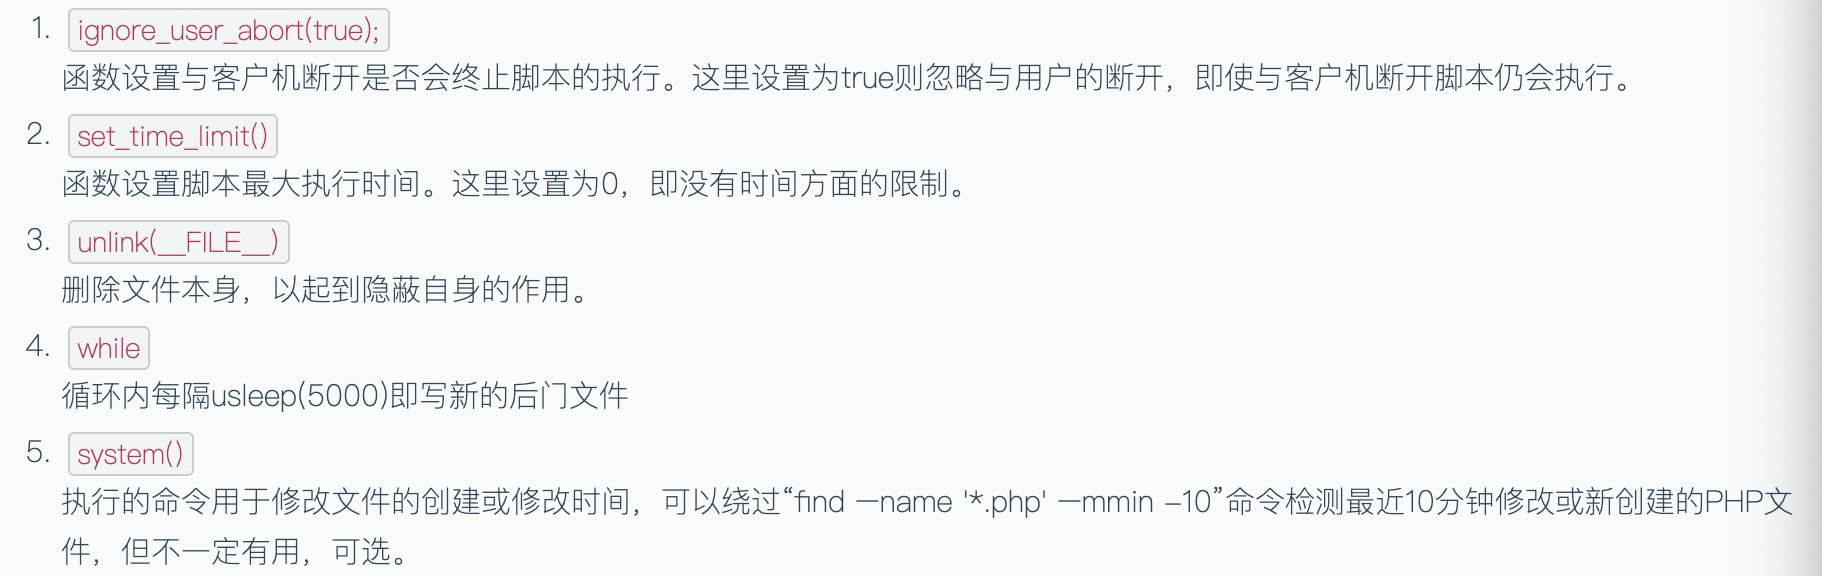 1. ignore_user_abort(true);
函数设置与客户机断开是否会终止脚本的执行。这里设置为true则忽略与用户的断开，即使与客户机断开脚本仍会执行。
2. set_time_limit()
函数设置脚本最大执行时间。这里设置为0，即没有时间方面的限制。
3. unlink(__FILE__)
删除文件本身，以起到隐蔽自身的作用。
4. while
循环内每隔usleep(5000)即写新的后门文件
5. system()
执行的命令用于修改文件的创建或修改时间，可以绕过“find —name '*.php' —mmin –10”命令检测最近10分钟修改或新创建的PHP文
件，但不一定有用，可选。